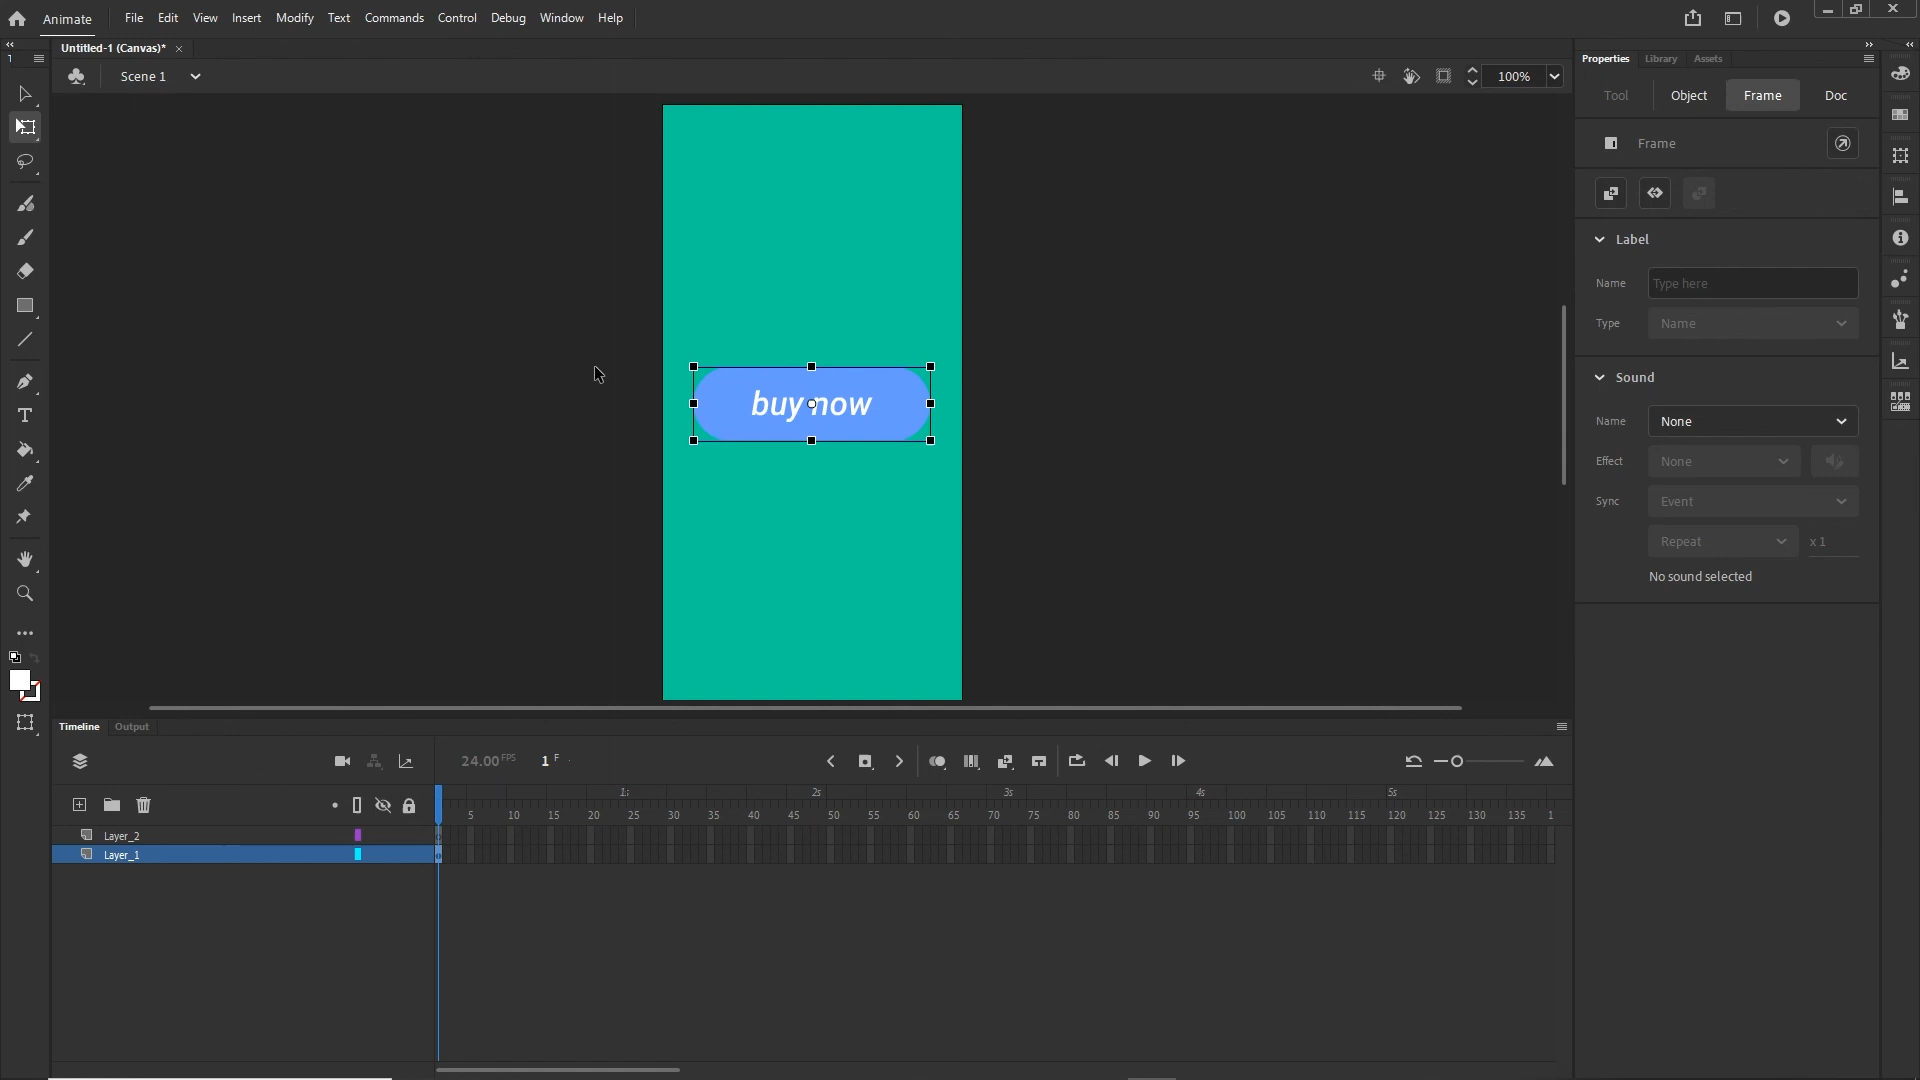 Animate
File Edit View Insert Modify Text Commands Control Debug Window Help
Untitled-1 (Canvas)*
Scene 1
100%
Properties Library Assets
Tool Object Frame Doc
Frame
Label
Name Type here
Type Name
Sound
Name None
Effect None
Sync Event
Repeat x 1
No sound selected
buy now
Timeline Output
24.00 FPS 1 F
1s 2s 3s 4s 5s
5 10 15 20 25 30 35 40 45 50 55 60 65 70 75 80 85 90 95 100 105 110 115 120 125 130 135 1
Layer_2
Layer_1